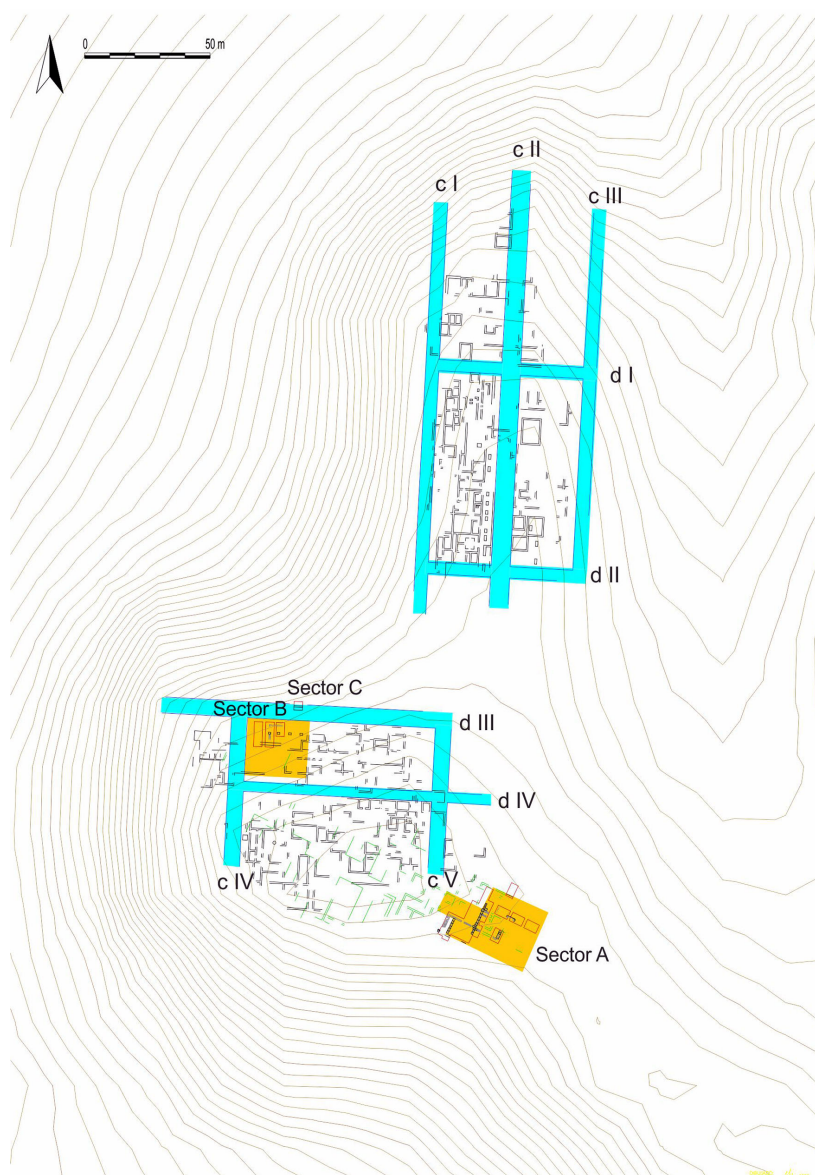 0 50 m
c II
c I
c III
d I
d II
Sector C
Sector B
d III
d IV
c IV
c V
Sector A